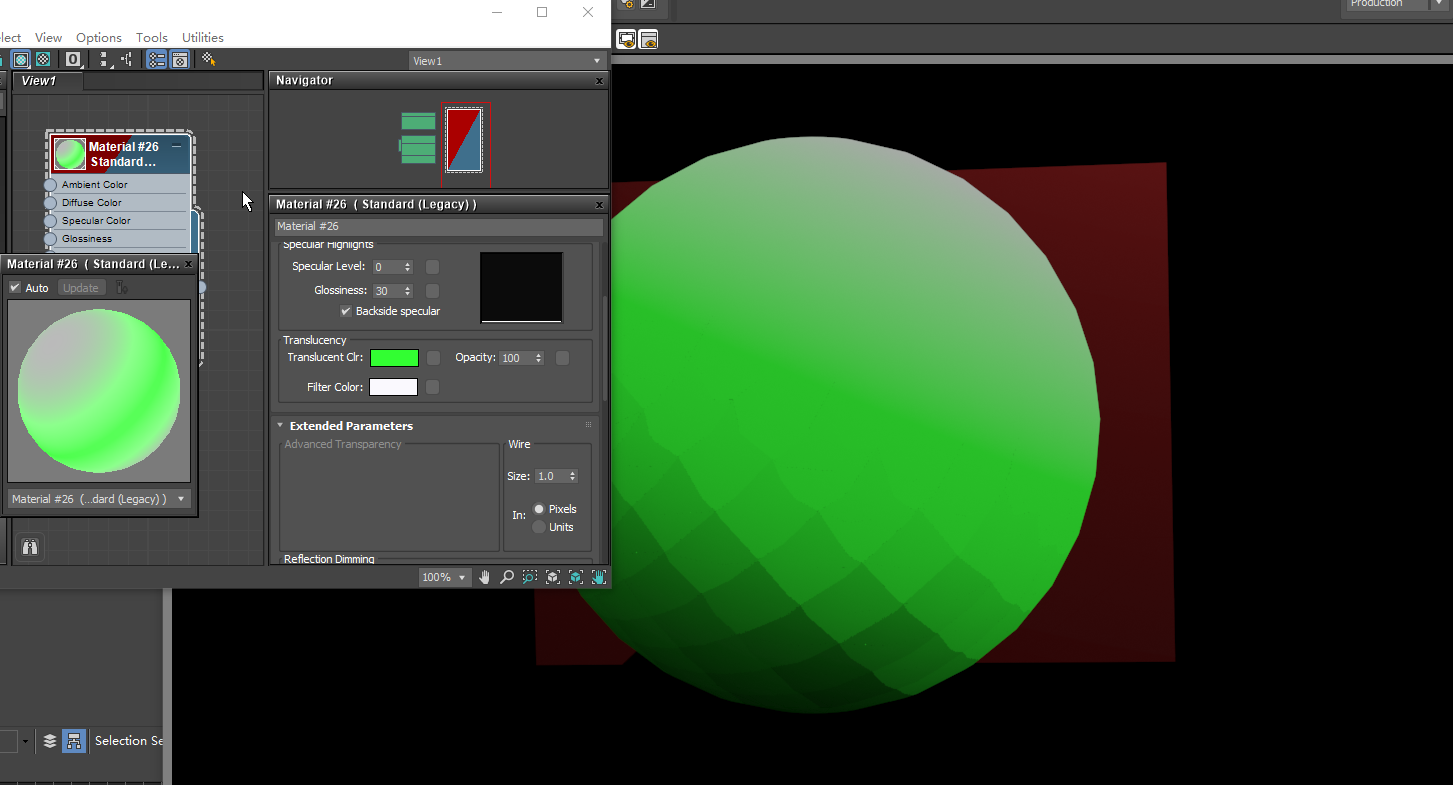 Production
View
Options
Tools
Utilities
0
View1
View1
Navigator
Material #26
Standard...
Ambient Color
Diffuse Color
Specular Color
Glossiness
Material #26 ( Standard (Legacy) )
Material #26
Specular Highlights
Specular Level: 0
Glossiness: 30
Backside specular
Material #26 ( Standard (Le...
Auto
Update
Translucency
Translucent Clr:
Opacity: 100
Filter Color:
Extended Parameters
Advanced Transparency
Wire
Size: 1.0
In:
Pixels
Units
Material #26 (...dard (Legacy) )
Reflection Dimming
100%
Selection Se